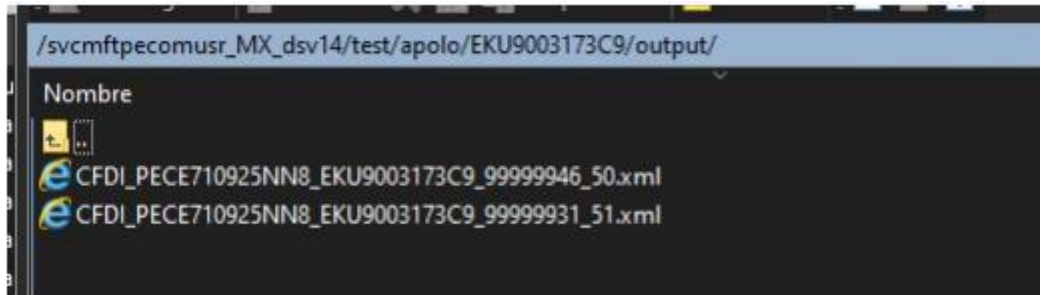 /svcmftpecomusr_MX_dsv14/test/apolo/EKU9003173C9/output/
Nombre
..
CFDI_PECE710925NN8_EKU9003173C9_99999946_50.xml
CFDI_PECE710925NN8_EKU9003173C9_99999931_51.xml